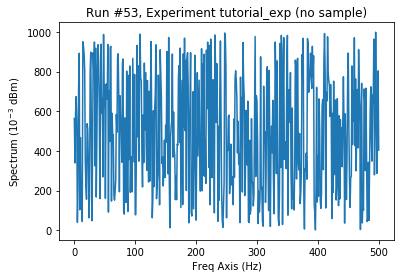 Run #53, Experiment tutorial_exp (no sample)
1000
800
600
400
200
0
Spectrum (10⁻³ dBm)
0 100 200 300 400 500
Freq Axis (Hz)